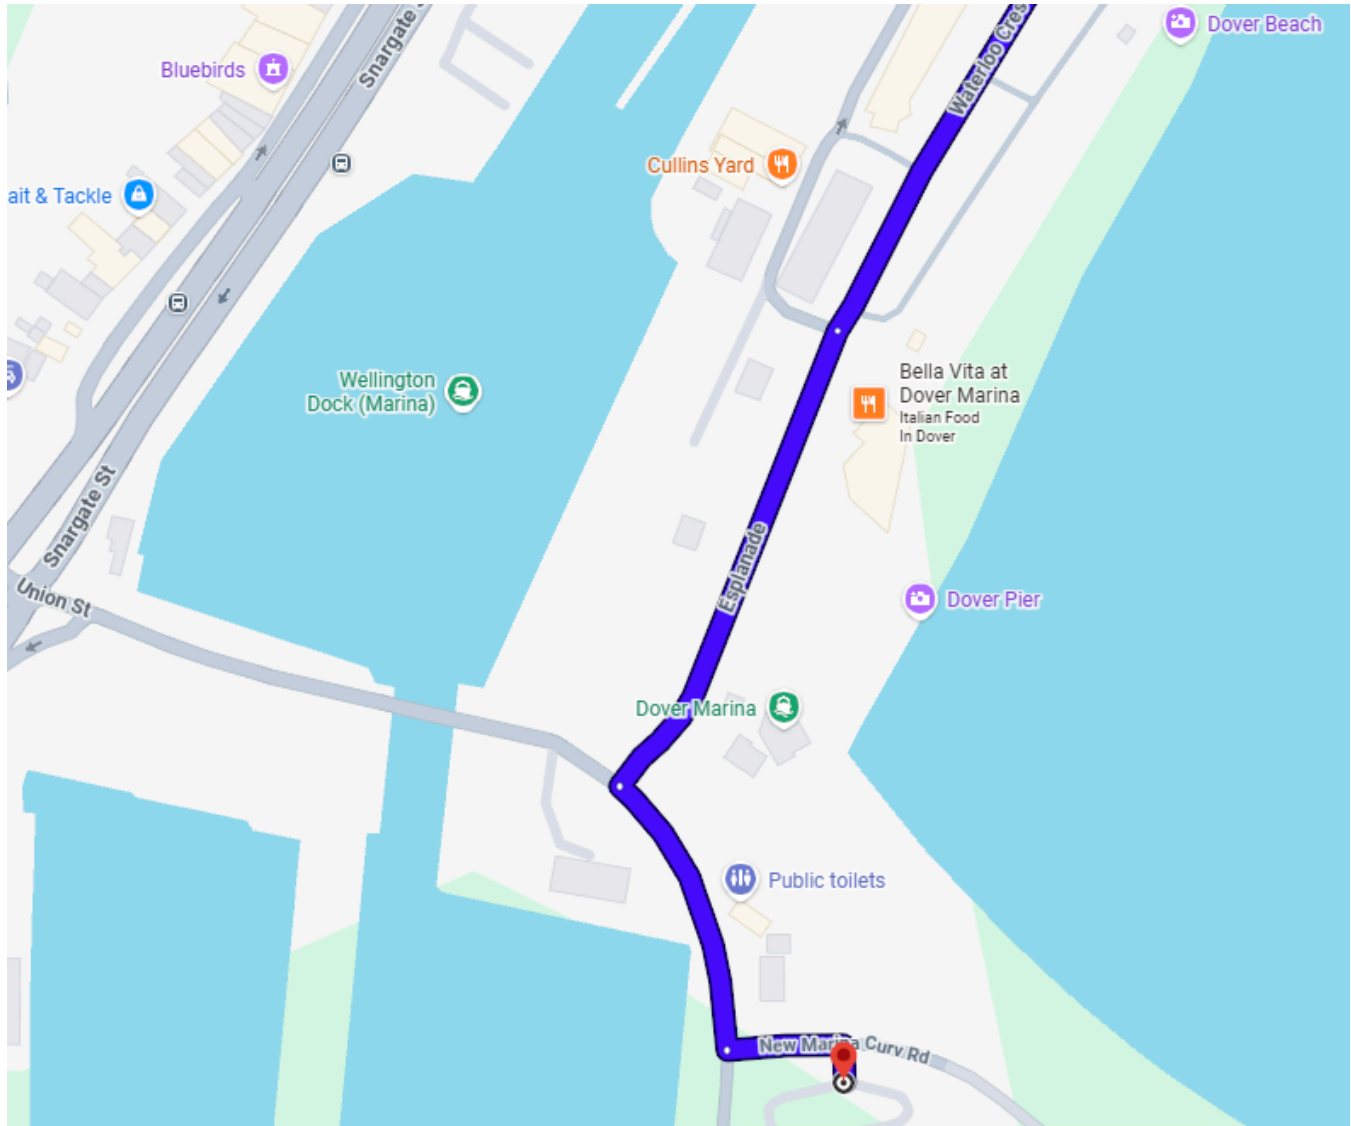 Dover Beach
Snargate S
Bluebirds
Waterloo Cres
Cullins Yard
ait & Tackle
Wellington
Dock (Marina)
Bella Vita at
Dover Marina
Italian Food
In Dover
Snargate St
Esplanade
Union St
Dover Pier
Dover Marina
Public toilets
New Marina Curv Rd